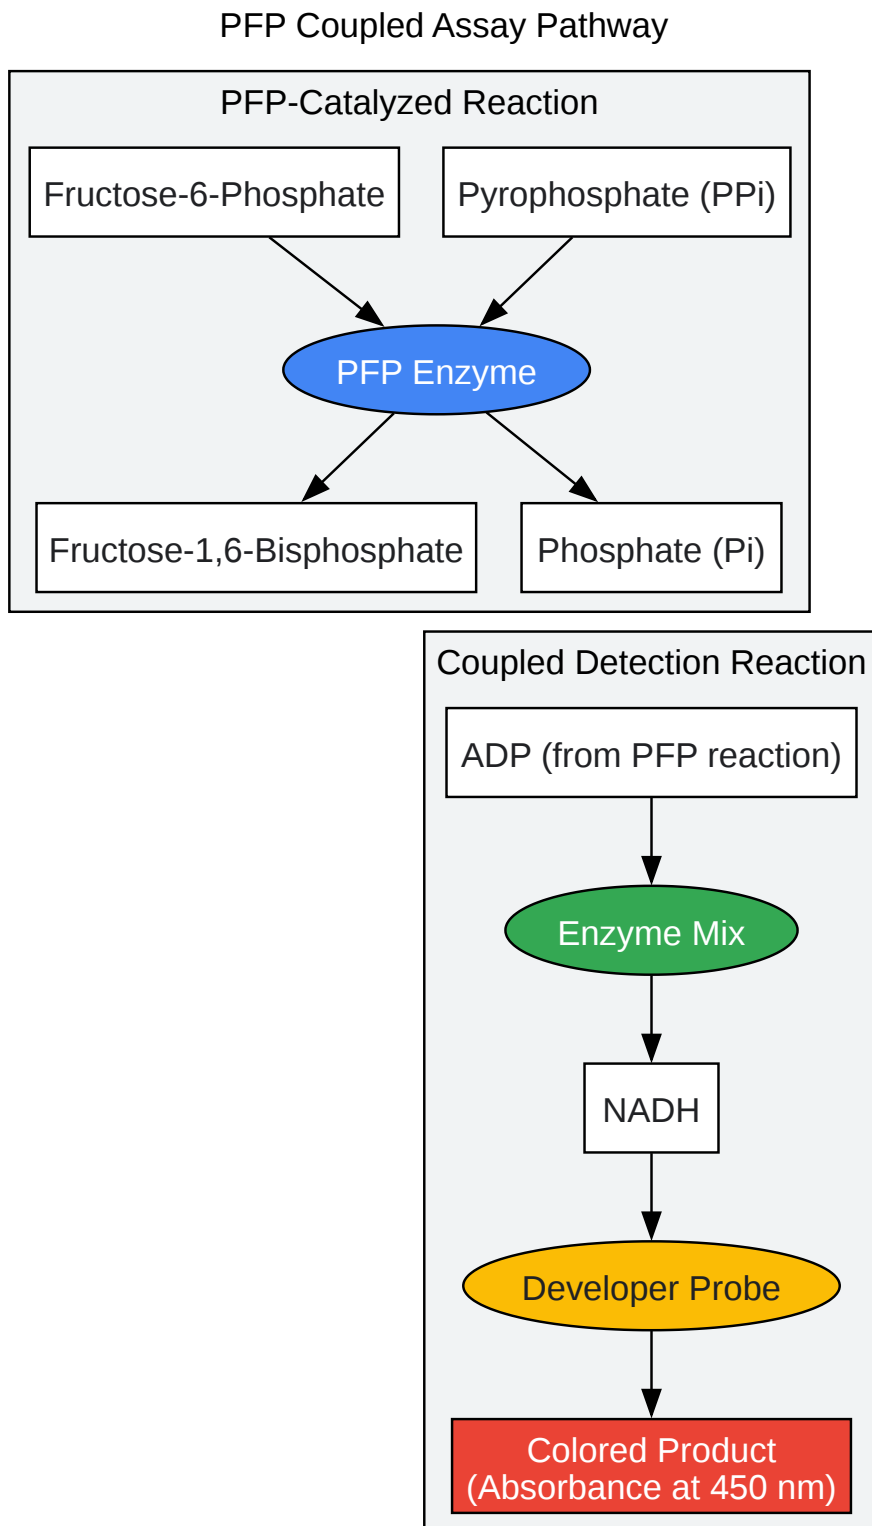 PFP Coupled Assay Pathway
PFP-Catalyzed Reaction
Fructose-6-Phosphate
Pyrophosphate (PPi)
PFP Enzyme
Fructose-1,6-Bisphosphate
Phosphate (Pi)
Coupled Detection Reaction
ADP (from PFP reaction)
Enzyme Mix
NADH
Developer Probe
Colored Product
(Absorbance at 450 nm)